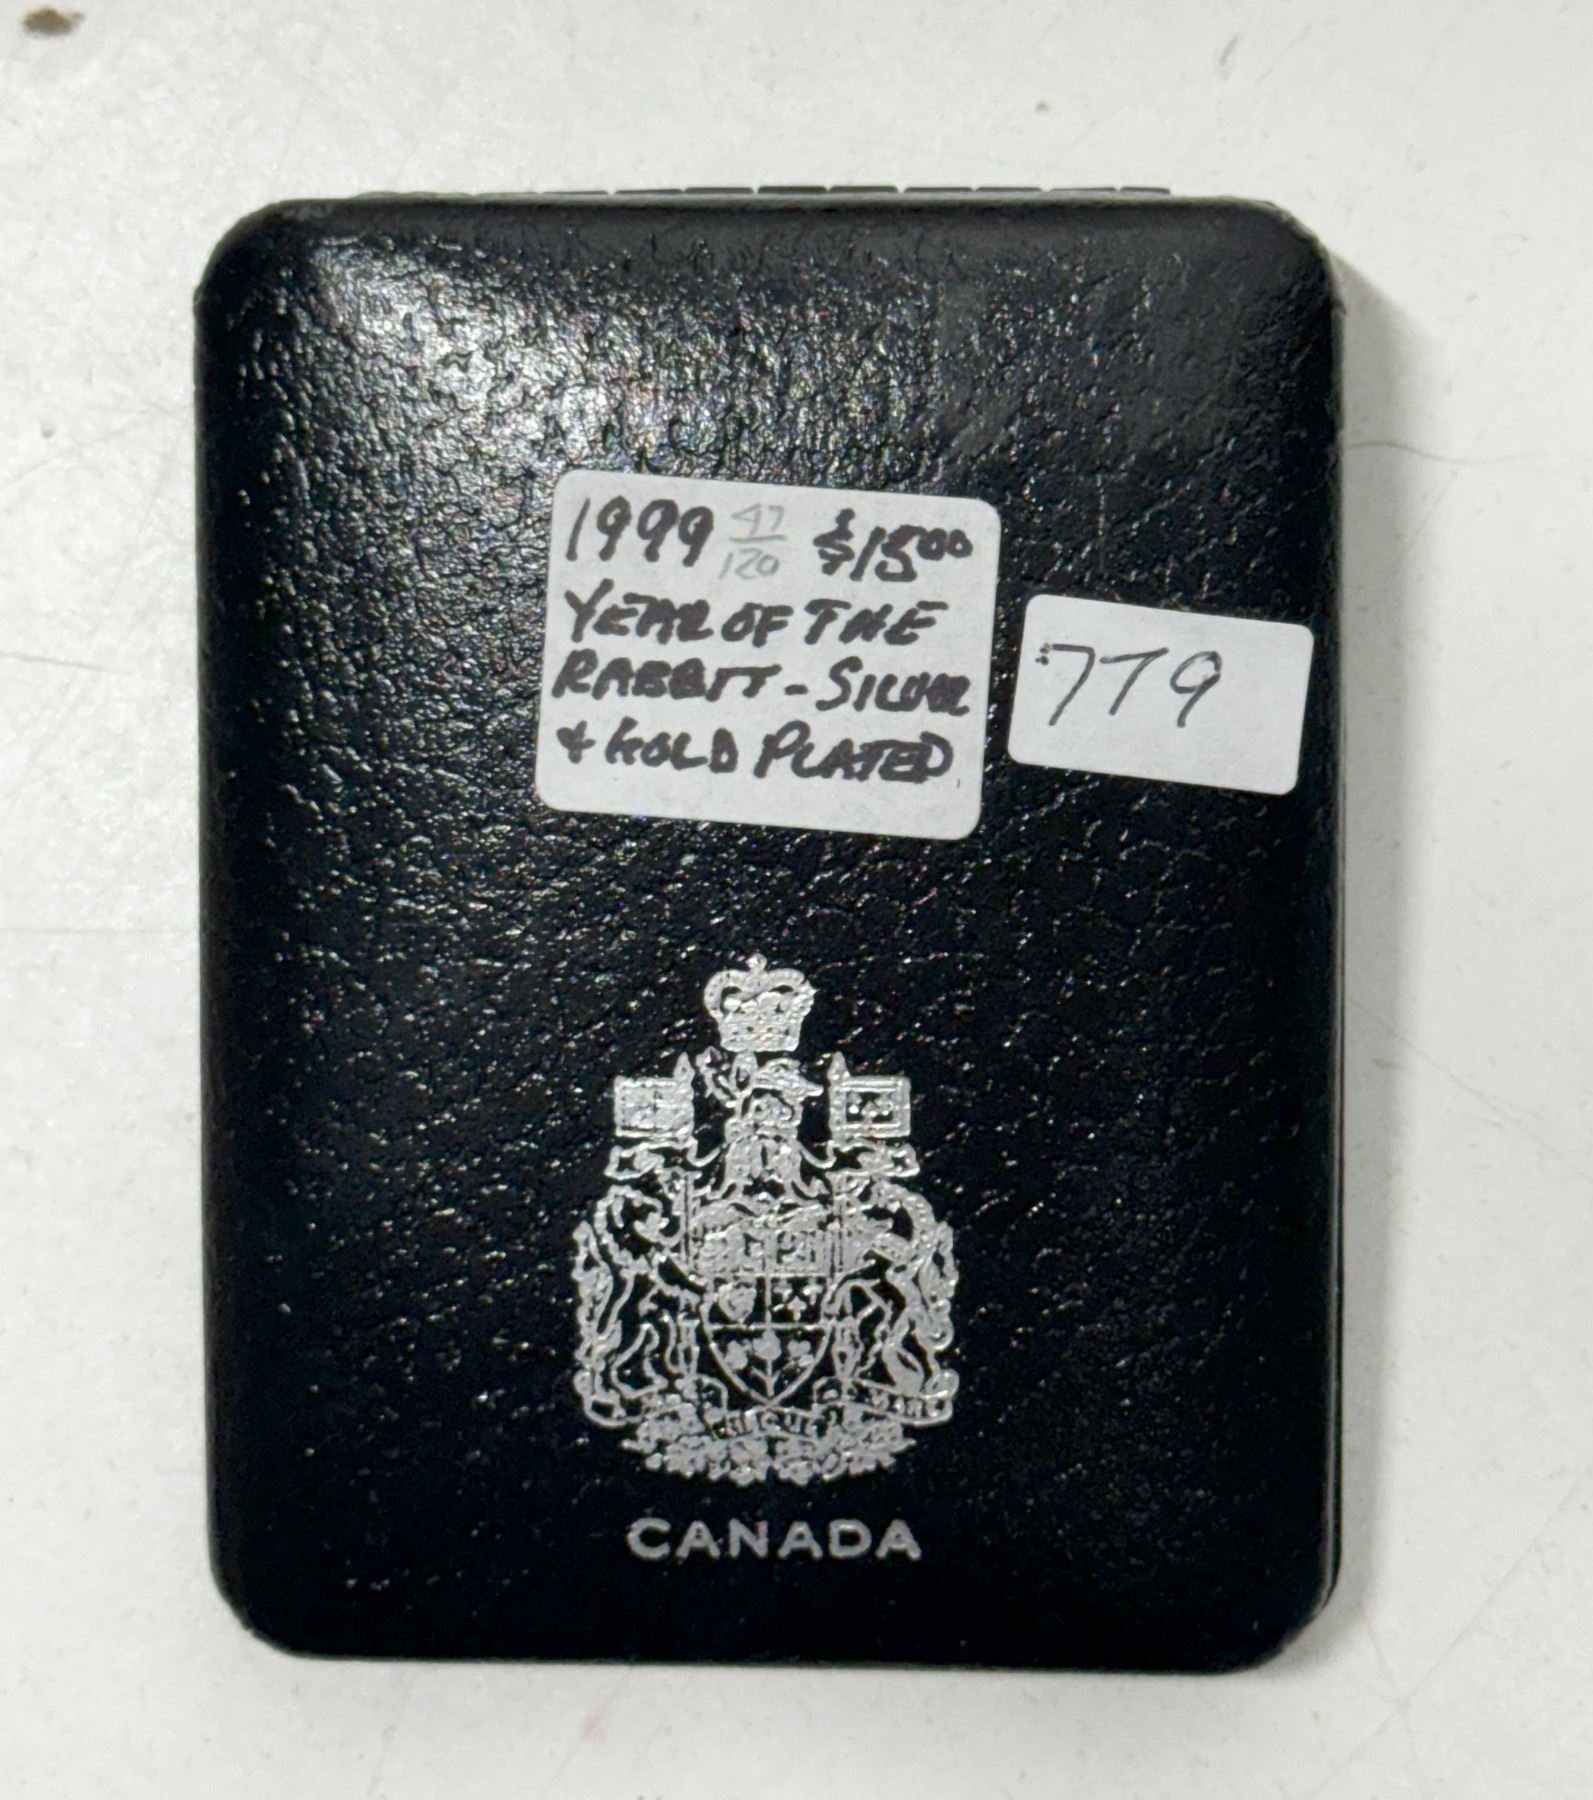 1999 47/120 $15.00
YEAR OF THE
RABBIT - SILVER
& GOLD PLATED
779
CANADA